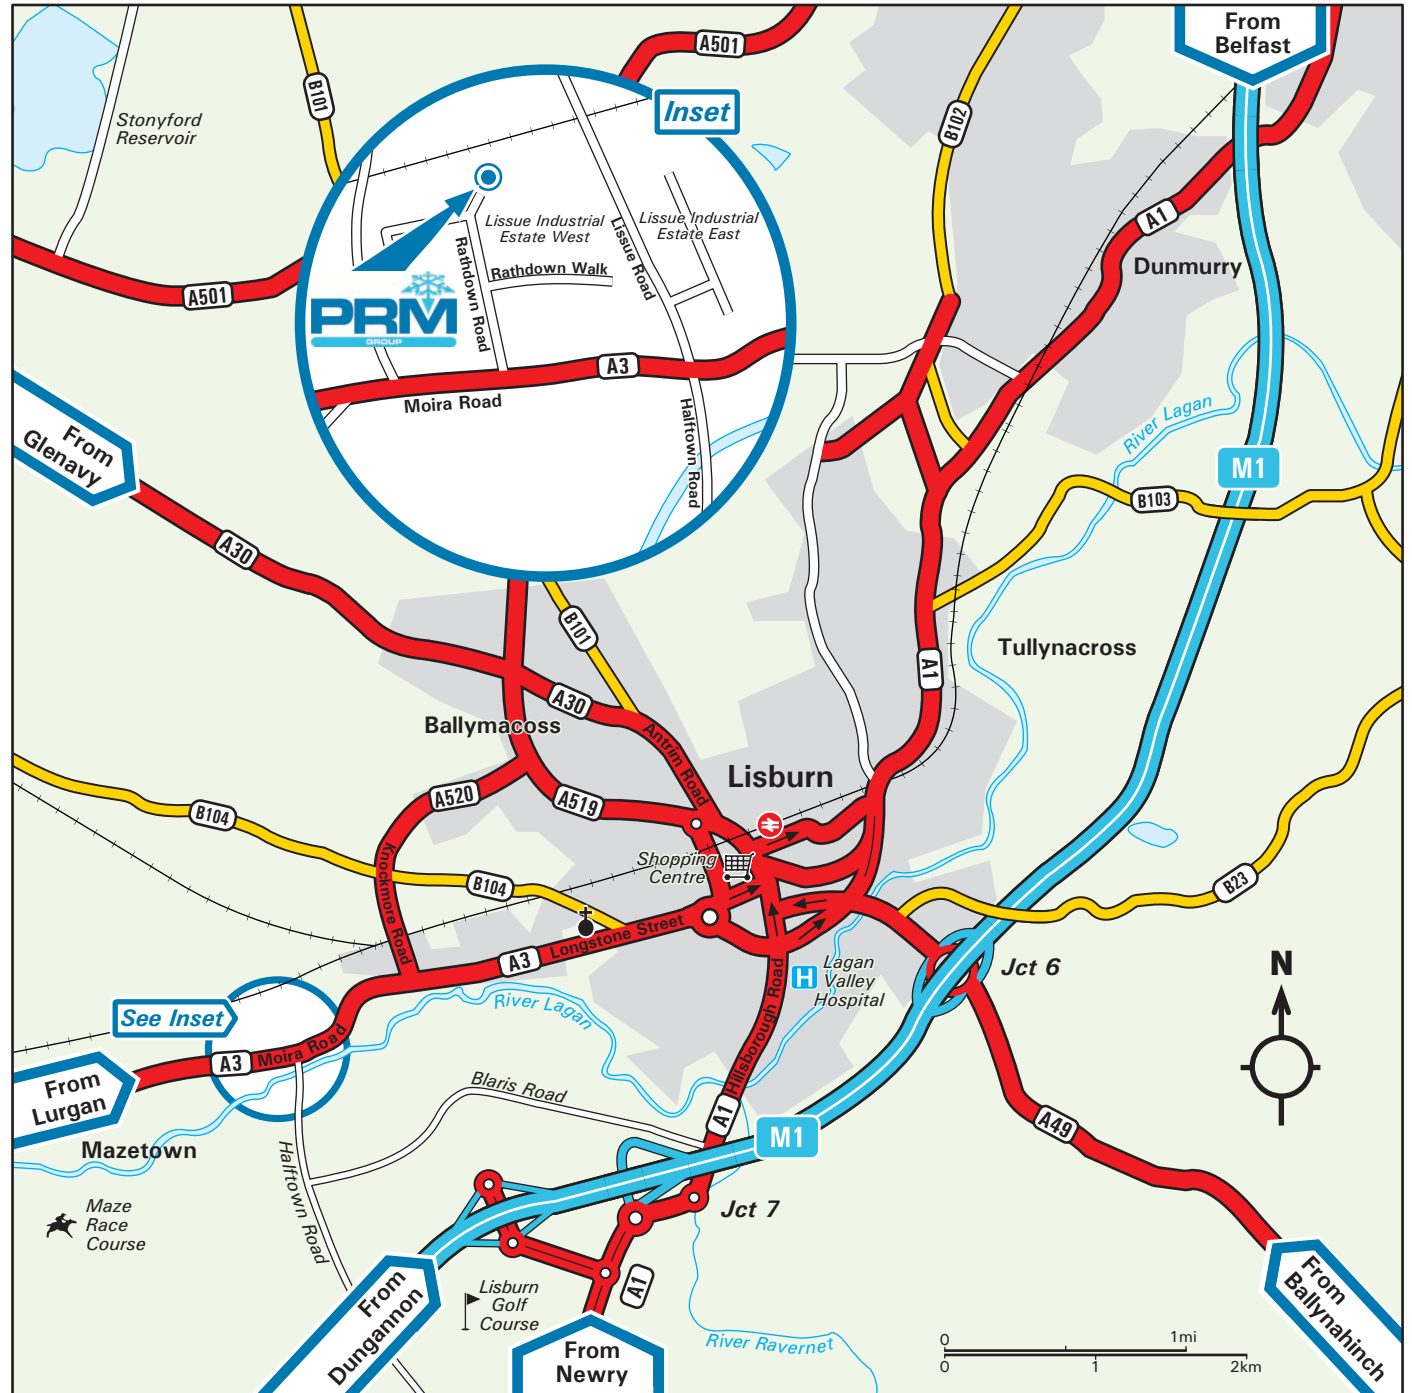 From
Belfast
A501
B101
Stonyford
Reservoir
Inset
B102
A1
Dunmurry
Lissue Industrial
Estate West
Lissue Industrial
Estate East
Lissue Road
Rathdown Road
Rathdown Walk
PRM
GROUP
A501
A3
Moira Road
Halftown Road
River Lagan
From
Glenavy
M1
B103
A30
B101
Tullynacross
A1
A30
Ballymacoss
Antrim Road
Lisburn
A520
A519
B104
Knockmore Road
Shopping
Centre
B104
B23
Longstone Street
A3
H
Lagan
Valley
Hospital
Jct 6
N
See Inset
River Lagan
Hillsborough Road
A3
Moira Road
From
Lurgan
Blaris Road
A1
A49
M1
Mazetown
Halftown Road
Maze
Race
Course
Jct 7
From
Dungannon
A1
Lisburn
Golf
Course
From
Newry
River Ravernet
From
Ballynahinch
0
1mi
0
1
2km